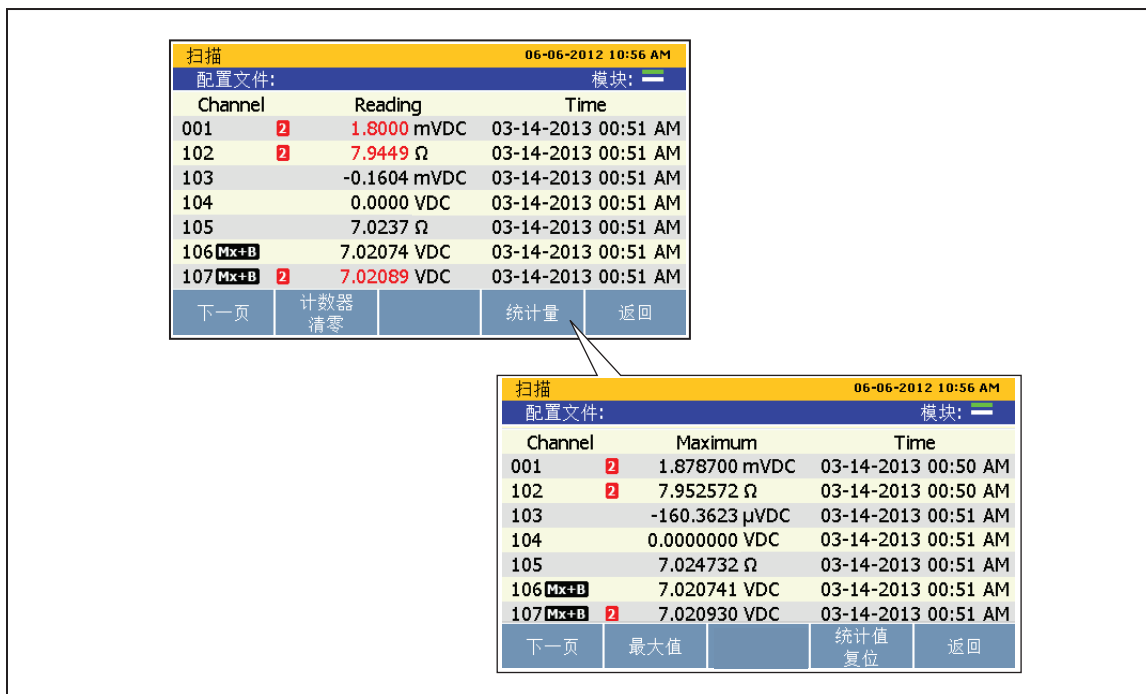 扫描 06-06-2012 10:56 AM
配置文件: 模块:
Channel Reading Time
001 2 1.8000 mVDC 03-14-2013 00:51 AM
102 2 7.9449 Ω 03-14-2013 00:51 AM
103 -0.1604 mVDC 03-14-2013 00:51 AM
104 0.0000 VDC 03-14-2013 00:51 AM
105 7.0237 Ω 03-14-2013 00:51 AM
106 Mx+B 7.02074 VDC 03-14-2013 00:51 AM
107 Mx+B 2 7.02089 VDC 03-14-2013 00:51 AM
下一页 计数器 统计量 返回
清零
扫描 06-06-2012 10:56 AM
配置文件: 模块:
Channel Maximum Time
001 2 1.878700 mVDC 03-14-2013 00:50 AM
102 2 7.952572 Ω 03-14-2013 00:50 AM
103 -160.3623 µVDC 03-14-2013 00:51 AM
104 0.0000000 VDC 03-14-2013 00:51 AM
105 7.024732 Ω 03-14-2013 00:51 AM
106 Mx+B 7.020741 VDC 03-14-2013 00:51 AM
107 Mx+B 2 7.020930 VDC 03-14-2013 00:51 AM
下一页 最大值 统计值 返回
复位